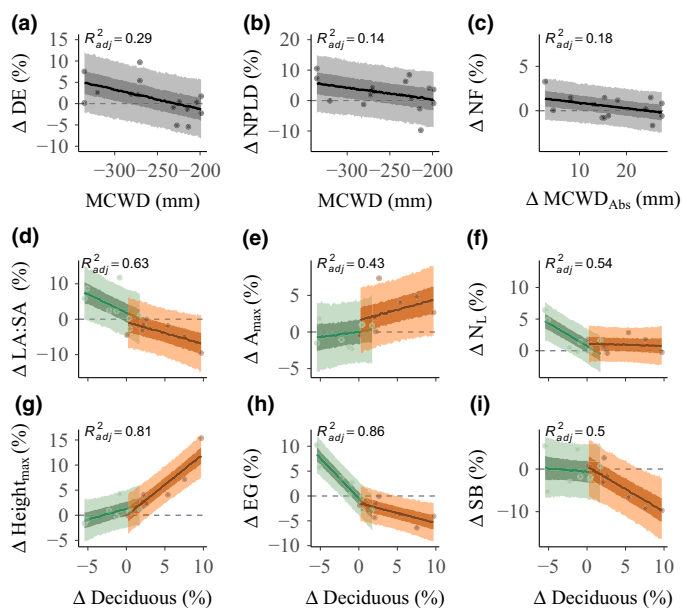 (a) (b) (c)
R²adj = 0.29 R²adj = 0.14 R²adj = 0.18
Δ DE (%) Δ NPLD (%) Δ NF (%)
15 10 5 0 −5 −10
20 10 0 −10
5 0
−300 −250 −200 −300 −250 −200 10 20
MCWD (mm) MCWD (mm) Δ MCWDAbs (mm)
(d) (e) (f)
R²adj = 0.63 R²adj = 0.43 R²adj = 0.54
Δ LA:SA (%) Δ Amax (%) Δ NL (%)
10 0 −10
5 0 −5
10 5 0
(g) (h) (i)
R²adj = 0.81 R²adj = 0.86 R²adj = 0.5
Δ Heightmax (%) Δ EG (%) Δ SB (%)
15 10 5 0 −5
10 5 0 −5 −10
0 −10
−5 0 5 10 −5 0 5 10 −5 0 5 10
Δ Deciduous (%) Δ Deciduous (%) Δ Deciduous (%)